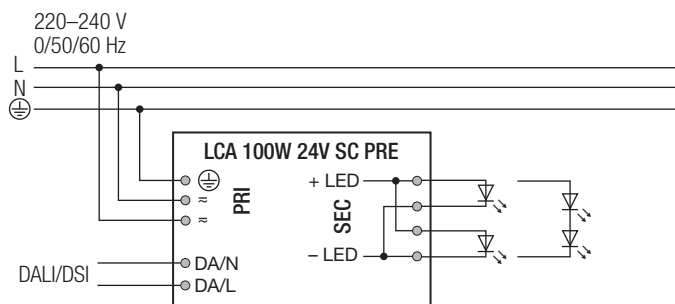 220–240 V
0/50/60 Hz
L
N
LCA 100W 24V SC PRE
PRI
≂
≂
+ LED
SEC
– LED
DALI/DSI
DA/N
DA/L